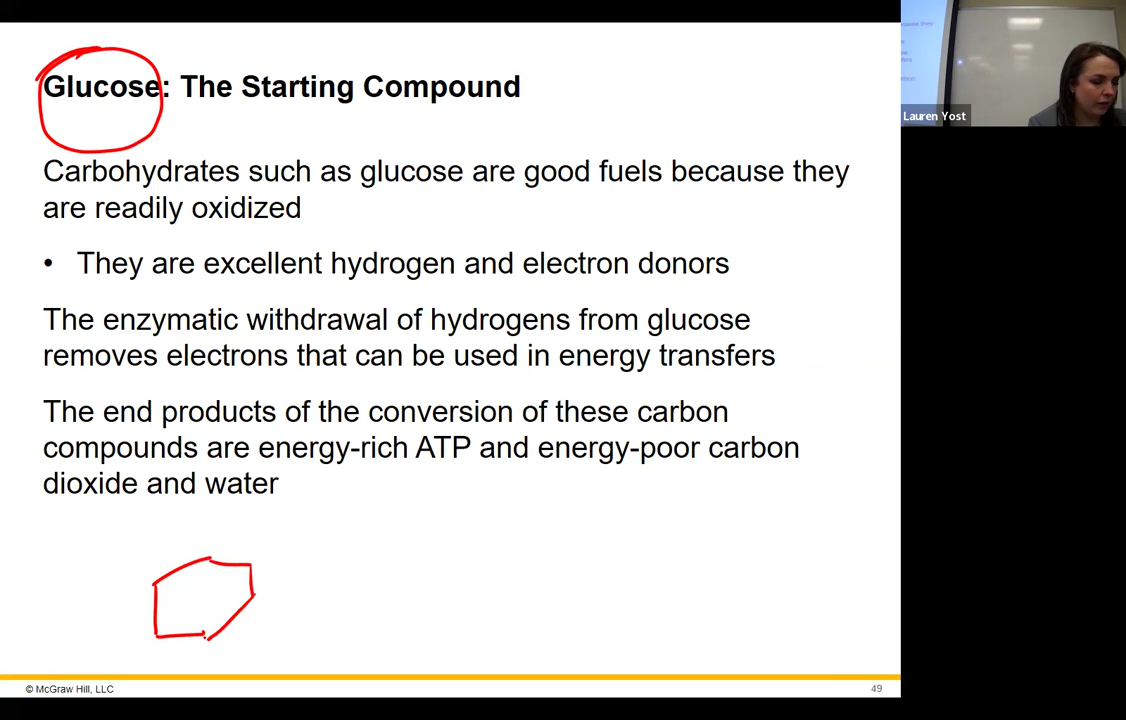 Glucose: The Starting Compound
Carbohydrates such as glucose are good fuels because they
are readily oxidized
• They are excellent hydrogen and electron donors
The enzymatic withdrawal of hydrogens from glucose
removes electrons that can be used in energy transfers
The end products of the conversion of these carbon
compounds are energy-rich ATP and energy-poor carbon
dioxide and water
© McGraw Hill, LLC
49
Lauren Yost